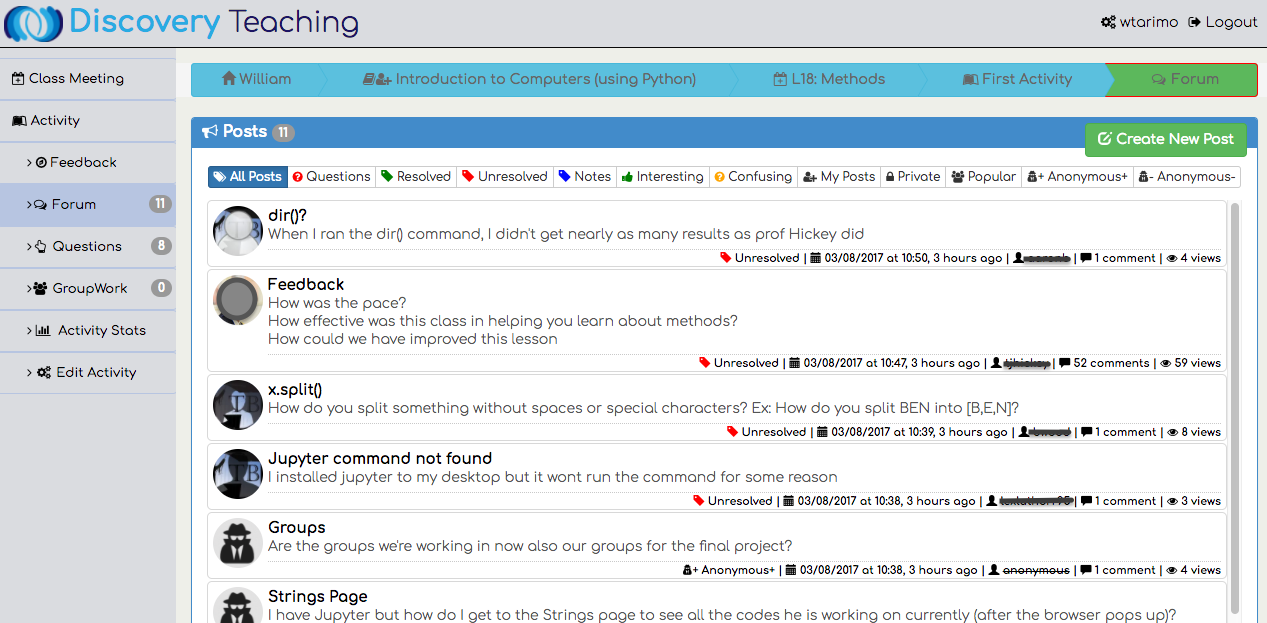 Discovery Teaching
wtarimo Logout
Class Meeting
Activity
Feedback
Forum 11
Questions 8
GroupWork 0
Activity Stats
Edit Activity
William Introduction to Computers (using Python) L18: Methods First Activity Forum
Posts 11
Create New Post
All Posts Questions Resolved Unresolved Notes Interesting Confusing My Posts Private Popular + Anonymous+ - Anonymous-
dir()?
When I ran the dir() command, I didn't get nearly as many results as prof Hickey did
Unresolved | 03/08/2017 at 10:50, 3 hours ago | | 1 comment | 4 views
Feedback
How was the pace?
How effective was this class in helping you learn about methods?
How could we have improved this lesson
Unresolved | 03/08/2017 at 10:47, 3 hours ago | | 52 comments | 59 views
x.split()
How do you split something without spaces or special characters? Ex: How do you split BEN into [B,E,N]?
Unresolved | 03/08/2017 at 10:39, 3 hours ago | | 1 comment | 8 views
Jupyter command not found
I installed jupyter to my desktop but it wont run the command for some reason
Unresolved | 03/08/2017 at 10:38, 3 hours ago | | 1 comment | 3 views
Groups
Are the groups we're working in now also our groups for the final project?
+ Anonymous+ | 03/08/2017 at 10:38, 3 hours ago | anonymous | 1 comment | 4 views
Strings Page
I have Jupyter but how do I get to the Strings page to see all the codes he is working on currently (after the browser pops up)?